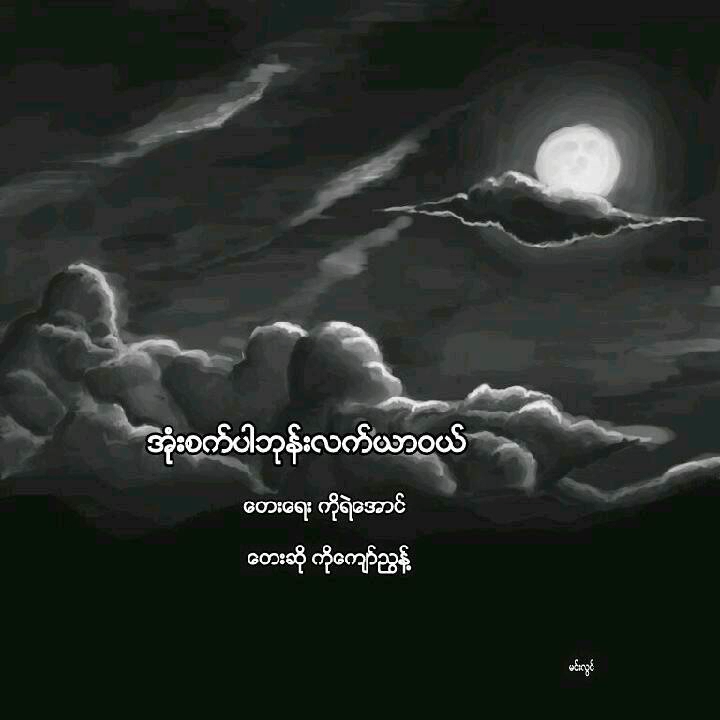 အုံးစက်ပါဘုန်းလက်ယာဝယ်
တေးရေး ကိုရဲအောင်
တေးဆို ကိုကျော်ညွန့်
မင်းလွင်